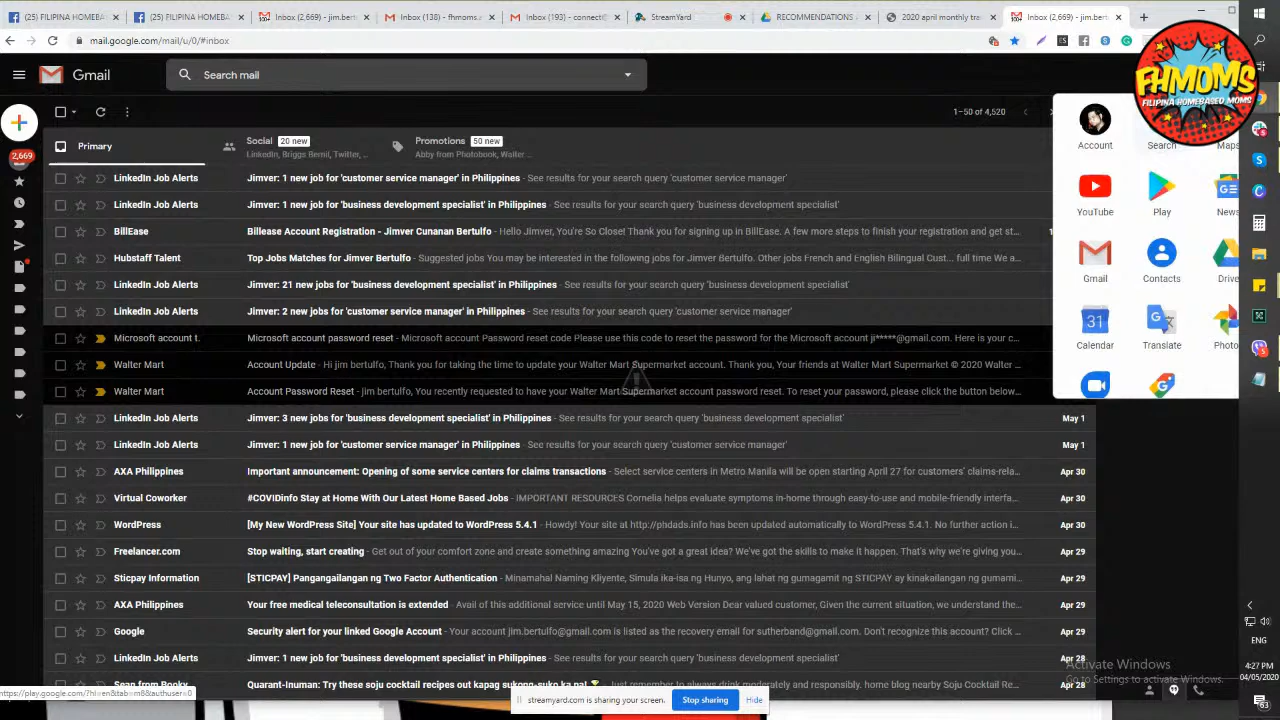 (25) FILIPINA HOMEBA
(25) FILIPINA HOMEBA
Inbox (2,669) - jim.ber
Inbox (138) - fhmoms.
Inbox (193) - connect
StreamYard
RECOMMENDATIONS
2020 april monthly tra
Inbox (2,669) - jim.ber
mail.google.com/mail/u/0/#inbox
Gmail
Search mail
FHMOMS
FILIPINA HOMEBASED MOMS
1–50 of 4,520
Primary
Social 20 new
LinkedIn, Briggs Bernil, Twitter, ...
Promotions 50 new
Abby from Photobook, Walter ...
2,669
Account
Search
Maps
YouTube
Play
News
Gmail
Contacts
Drive
31
Calendar
Translate
Photo
LinkedIn Job Alerts Jimver: 1 new job for 'customer service manager' in Philippines - See results for your search query 'customer service manager'
LinkedIn Job Alerts Jimver: 1 new job for 'business development specialist' in Philippines - See results for your search query 'business development specialist'
BillEase Billease Account Registration - Jimver Cunanan Bertulfo - Hello Jimver, You're So Close! Thank you for signing up in BillEase. A few more steps to finish your registration and get st...
Hubstaff Talent Top Jobs Matches for Jimver Bertulfo - Suggested jobs You may be interested in the following jobs for Jimver Bertulfo. Other jobs French and English Bilingual Cust... full time We a...
LinkedIn Job Alerts Jimver: 21 new jobs for 'business development specialist' in Philippines - See results for your search query 'business development specialist'
LinkedIn Job Alerts Jimver: 2 new jobs for 'customer service manager' in Philippines - See results for your search query 'customer service manager'
Microsoft account t. Microsoft account password reset - Microsoft account Password reset code Please use this code to reset the password for the Microsoft account ji*****@gmail.com. Here is your c...
Walter Mart Account Update - Hi jim bertulfo, Thank you for taking the time to update your Walter Mart Supermarket account. Thank you, Your friends at Walter Mart Supermarket © 2020 Walter ...
Walter Mart Account Password Reset - jim bertulfo, You recently requested to have your Walter Mart Supermarket account password reset. To reset your password, please click the button below...
LinkedIn Job Alerts Jimver: 3 new jobs for 'business development specialist' in Philippines - See results for your search query 'business development specialist' May 1
LinkedIn Job Alerts Jimver: 1 new job for 'customer service manager' in Philippines - See results for your search query 'customer service manager' May 1
AXA Philippines Important announcement: Opening of some service centers for claims transactions - Select service centers in Metro Manila will be open starting April 27 for customers' claims-rela... Apr 30
Virtual Coworker #COVIDinfo Stay at Home With Our Latest Home Based Jobs - IMPORTANT RESOURCES Cornelia helps evaluate symptoms in-home through easy-to-use and mobile-friendly interfa... Apr 30
WordPress [My New WordPress Site] Your site has updated to WordPress 5.4.1 - Howdy! Your site at http://phdads.info has been updated automatically to WordPress 5.4.1. No further action i... Apr 30
Freelancer.com Stop waiting, start creating - Get out of your comfort zone and create something amazing You've got a great idea? We've got the skills to make it happen. That's why we're giving you... Apr 29
Sticpay Information [STICPAY] Pangangailangan ng Two Factor Authentication - Minamahal Naming Kliyente, Simula ika-isa ng Hunyo, ang lahat ng gumagamit ng STICPAY ay kinakailangan ng gumami... Apr 29
AXA Philippines Your free medical teleconsultation is extended - Avail of this additional service until May 15, 2020 Web Version Dear valued customer, Given the current situation, we understand the... Apr 29
Google Security alert for your linked Google Account - Your account jim.bertulfo@gmail.com is listed as the recovery email for sutherband@gmail.com. Don't recognize this account? Click ... Apr 29
LinkedIn Job Alerts Jimver: 1 new job for 'business development specialist' in Philippines - See results for your search query 'business development specialist' Apr 28
Sean from Booky Quarant-Inuman: Try these r ag sukong-suko ka na! - Just remember to always drink moderately and responsibly. home blog nearby Soju Cocktail Re... Apr 28
Activate Windows
Go to Settings to activate Windows.
https://play.google.com/?hl=en&tab=m8&authuser=0
streamyard.com is sharing your screen.
Stop sharing
Hide
ENG
4:27 PM
04/05/2020
63